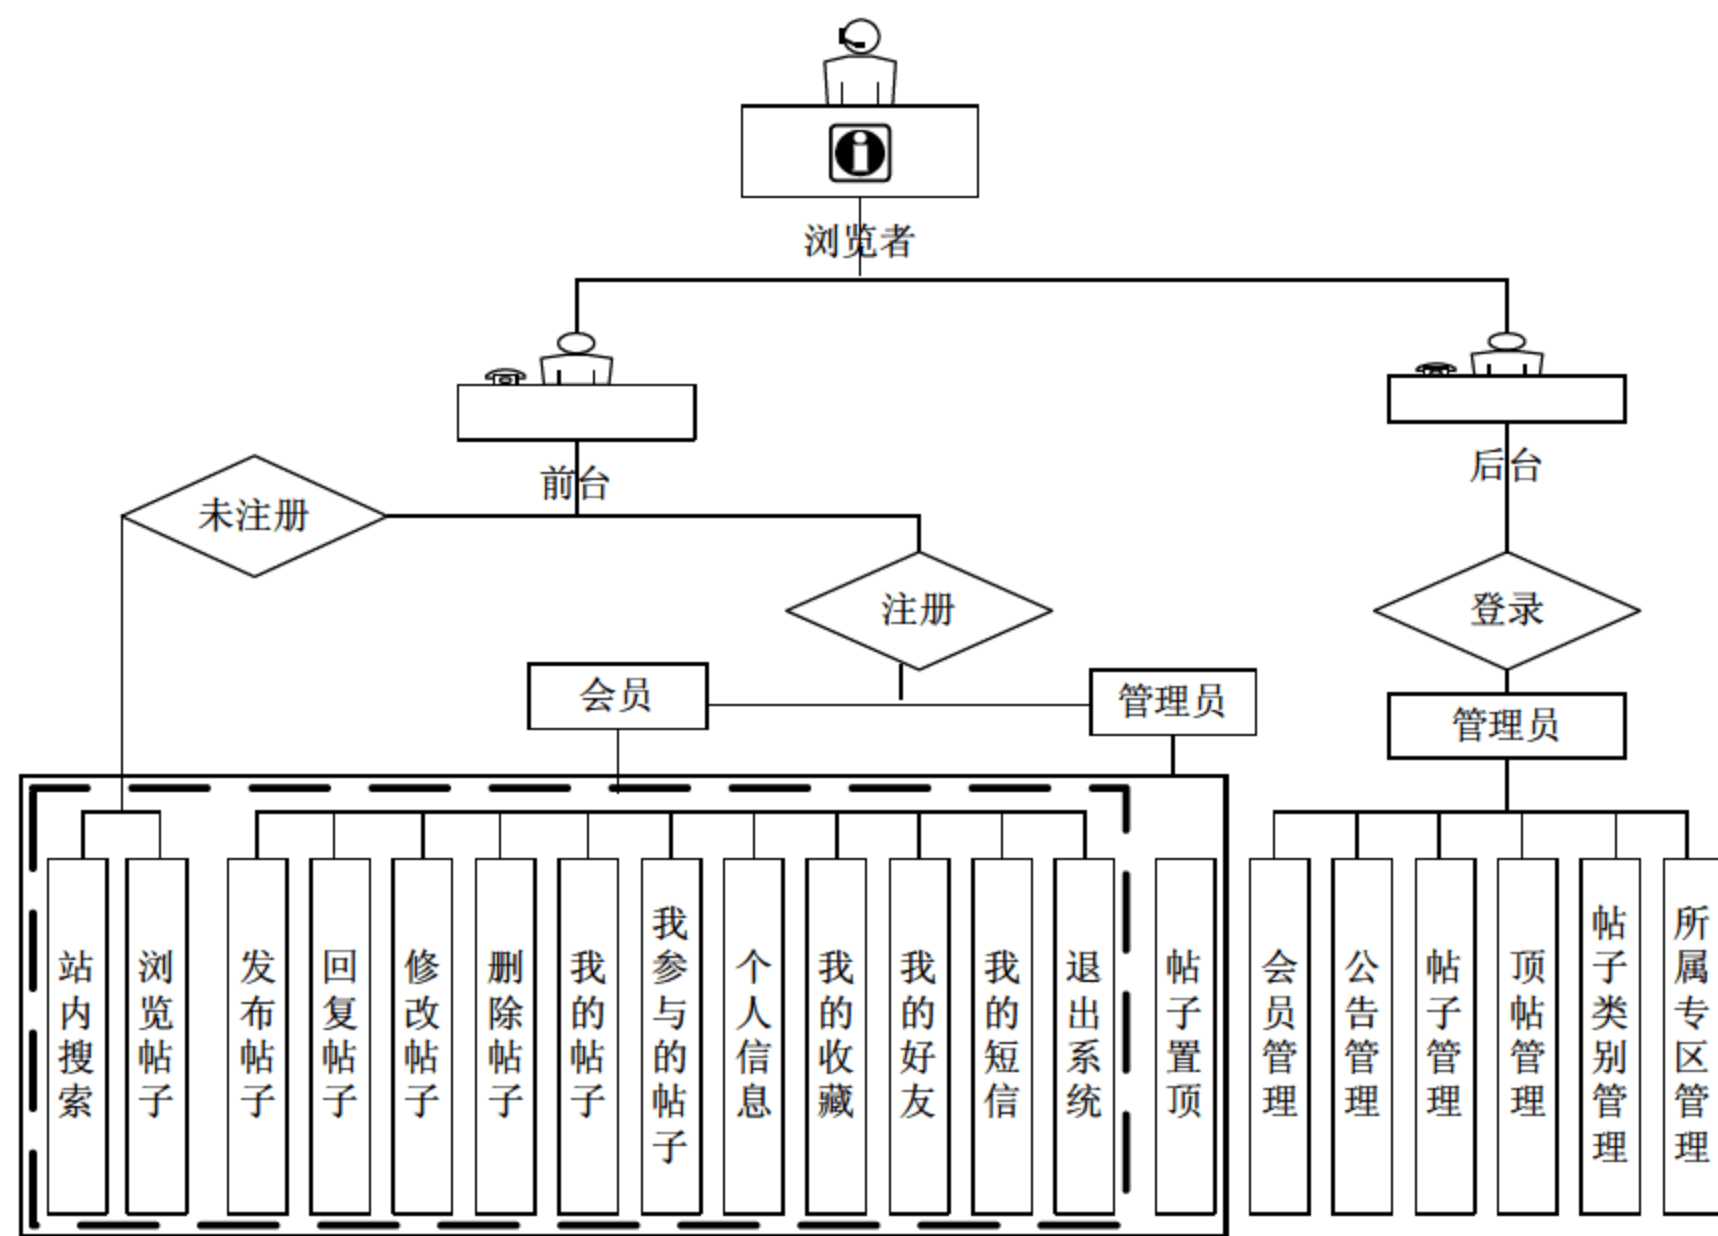 浏览者
前台
后台
未注册
注册
登录
会员
管理员
管理员
站内搜索
浏览帖子
发布帖子
回复帖子
修改帖子
删除帖子
我的帖子
我参与的帖子
个人信息
我的收藏
我的好友
我的短信
退出系统
帖子置顶
会员管理
公告管理
帖子管理
顶帖管理
帖子类别管理
所属专区管理